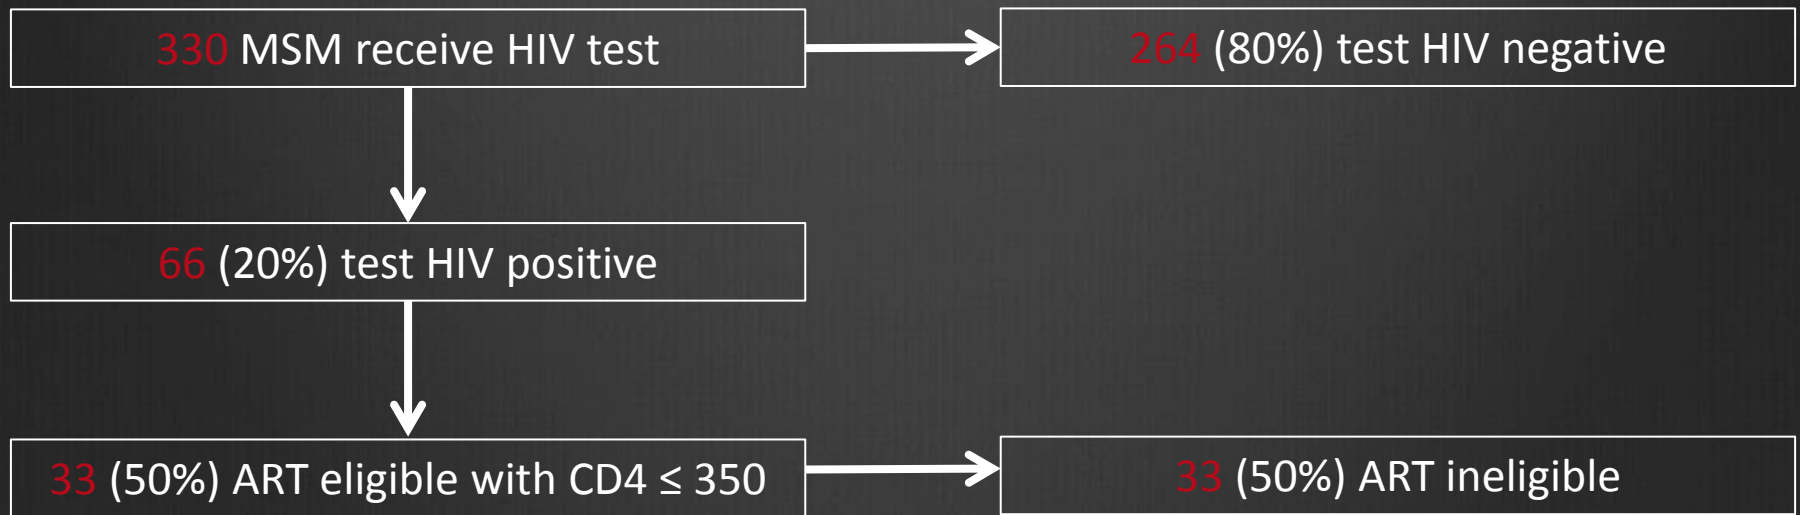 330 MSM receive HIV test
264 (80%) test HIV negative
66 (20%) test HIV positive
33 (50%) ART eligible with CD4 ≤ 350
33 (50%) ART ineligible